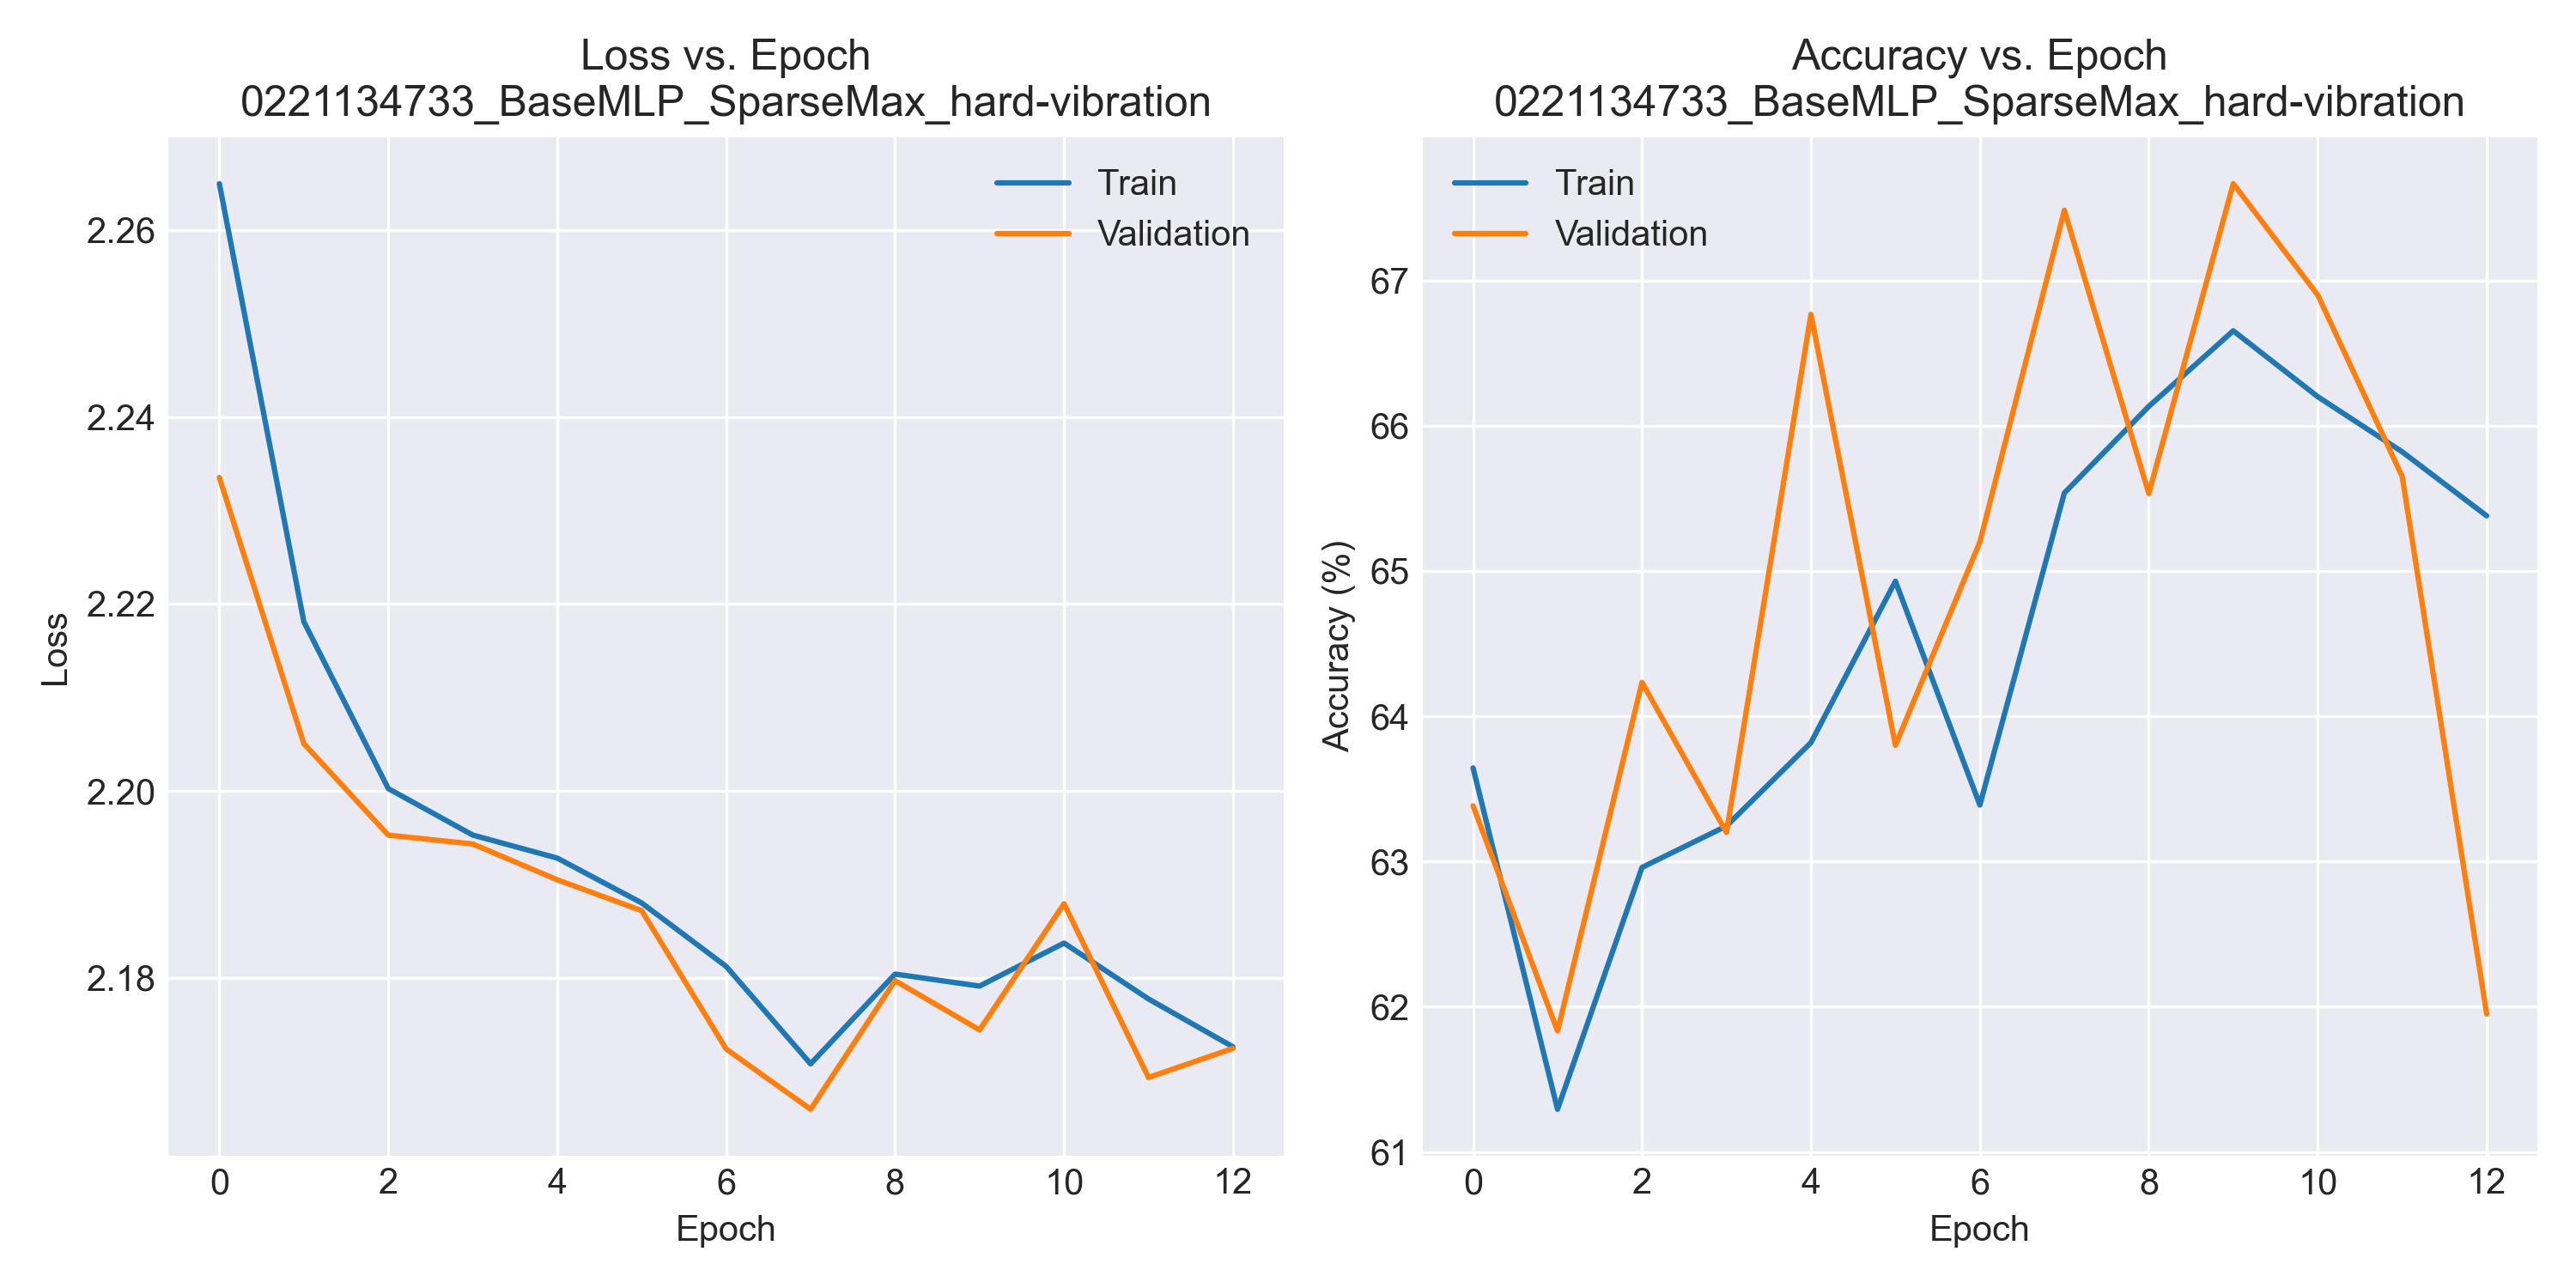 Loss vs. Epoch
0221134733_BaseMLP_SparseMax_hard-vibration
Train
Validation
2.26
2.24
2.22
2.20
2.18
Loss
0 2 4 6 8 10 12
Epoch
Accuracy vs. Epoch
0221134733_BaseMLP_SparseMax_hard-vibration
Train
Validation
67
66
65
64
63
62
61
Accuracy (%)
0 2 4 6 8 10 12
Epoch